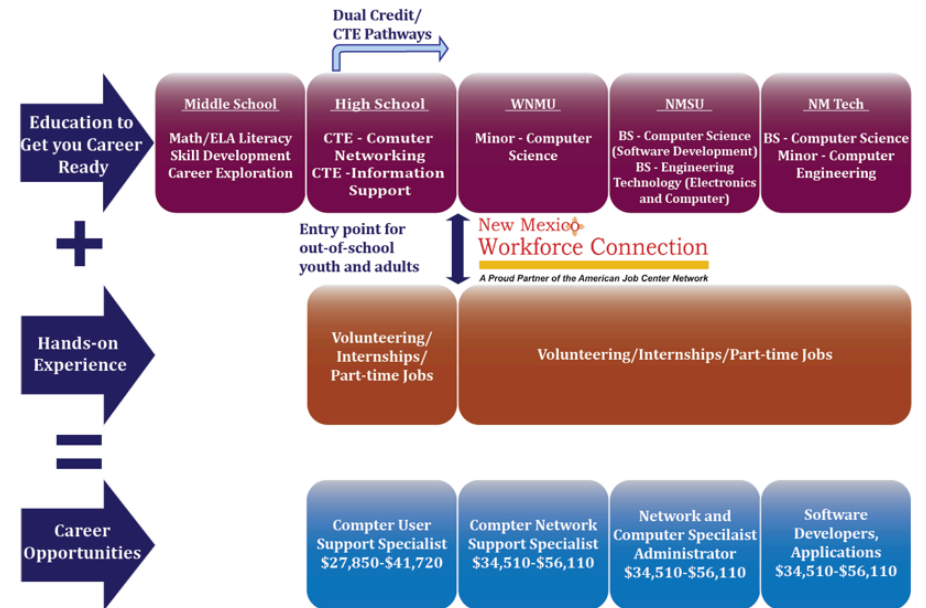 Dual Credit/
CTE Pathways
Education to
Get you Career
Ready
Middle School
Math/ELA Literacy
Skill Development
Career Exploration
High School
CTE - Comuter
Networking
CTE -Information
Support
WNMU
Minor - Computer
Science
NMSU
BS - Computer Science
(Software Development)
BS - Engineering
Technology (Electronics
and Computer)
NM Tech
BS - Computer Science
Minor - Computer
Engineering
+
Entry point for
out-of-school
youth and adults
New Mexico
Workforce Connection
A Proud Partner of the American Job Center Network
Hands-on
Experience
Volunteering/
Internships/
Part-time Jobs
Volunteering/Internships/Part-time Jobs
=
Career
Opportunities
Compter User
Support Specialist
$27,850-$41,720
Compter Network
Support Specialist
$34,510-$56,110
Network and
Computer Specilaist
Administrator
$34,510-$56,110
Software
Developers,
Applications
$34,510-$56,110